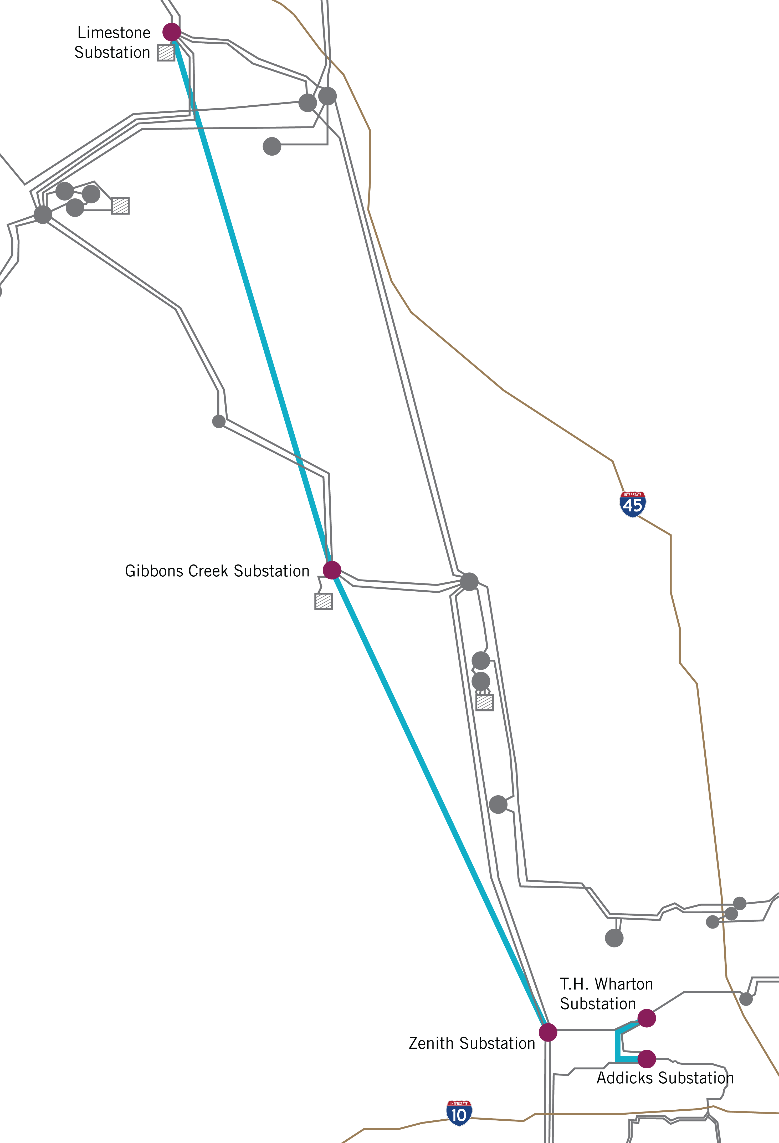 Limestone
Substation
45
Gibbons Creek Substation
T.H. Wharton
Substation
Zenith Substation
Addicks Substation
10